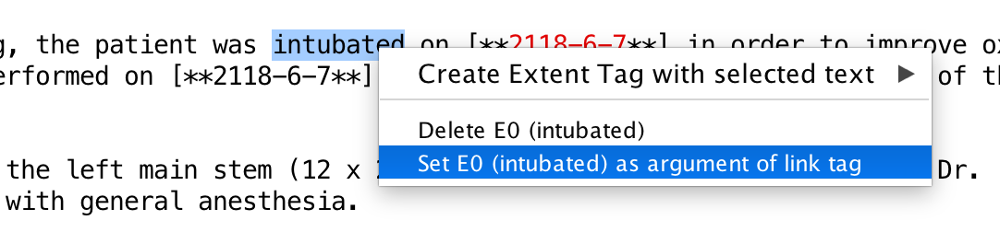 g, the patient was intubated on [**2118-6-7**] in order to improve ox
erformed on [**2118-6-7**] of th
Create Extent Tag with selected text
Delete E0 (intubated)
Set E0 (intubated) as argument of link tag
the left main stem (12 x Dr.
with general anesthesia.